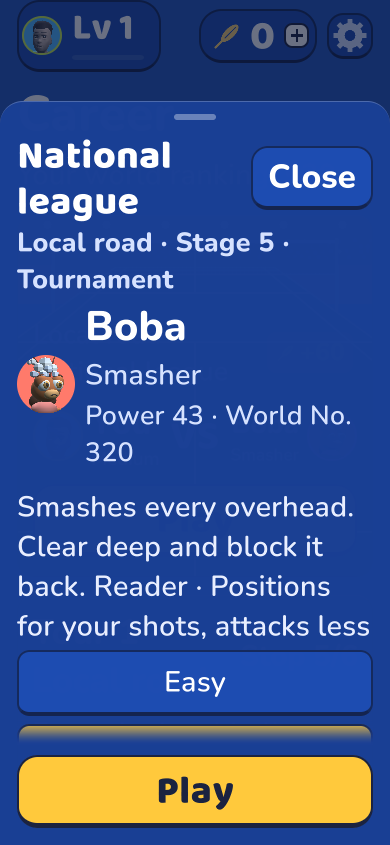 Lv 1
0
Career
National
league
Close
Local road · Stage 5 ·
Tournament
Boba
Smasher
Power 43 · World No.
320
Smashes every overhead.
Clear deep and block it
back. Reader · Positions
for your shots, attacks less
Easy
Play